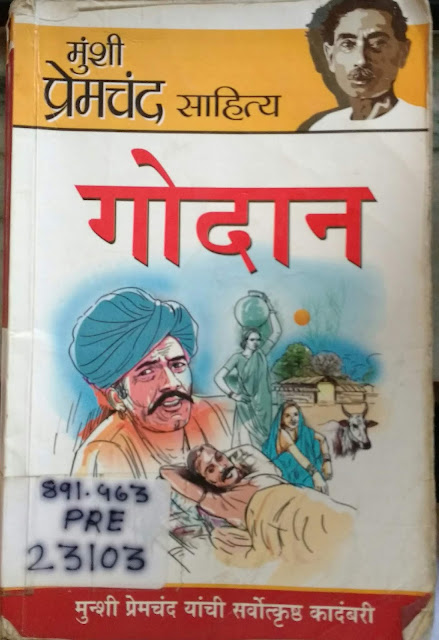 मुंशी
प्रेमचंद साहित्य
गोदान
891.463
PRE
23103
मुन्शी प्रेमचंद यांची सर्वोत्कृष्ठ कादंबरी